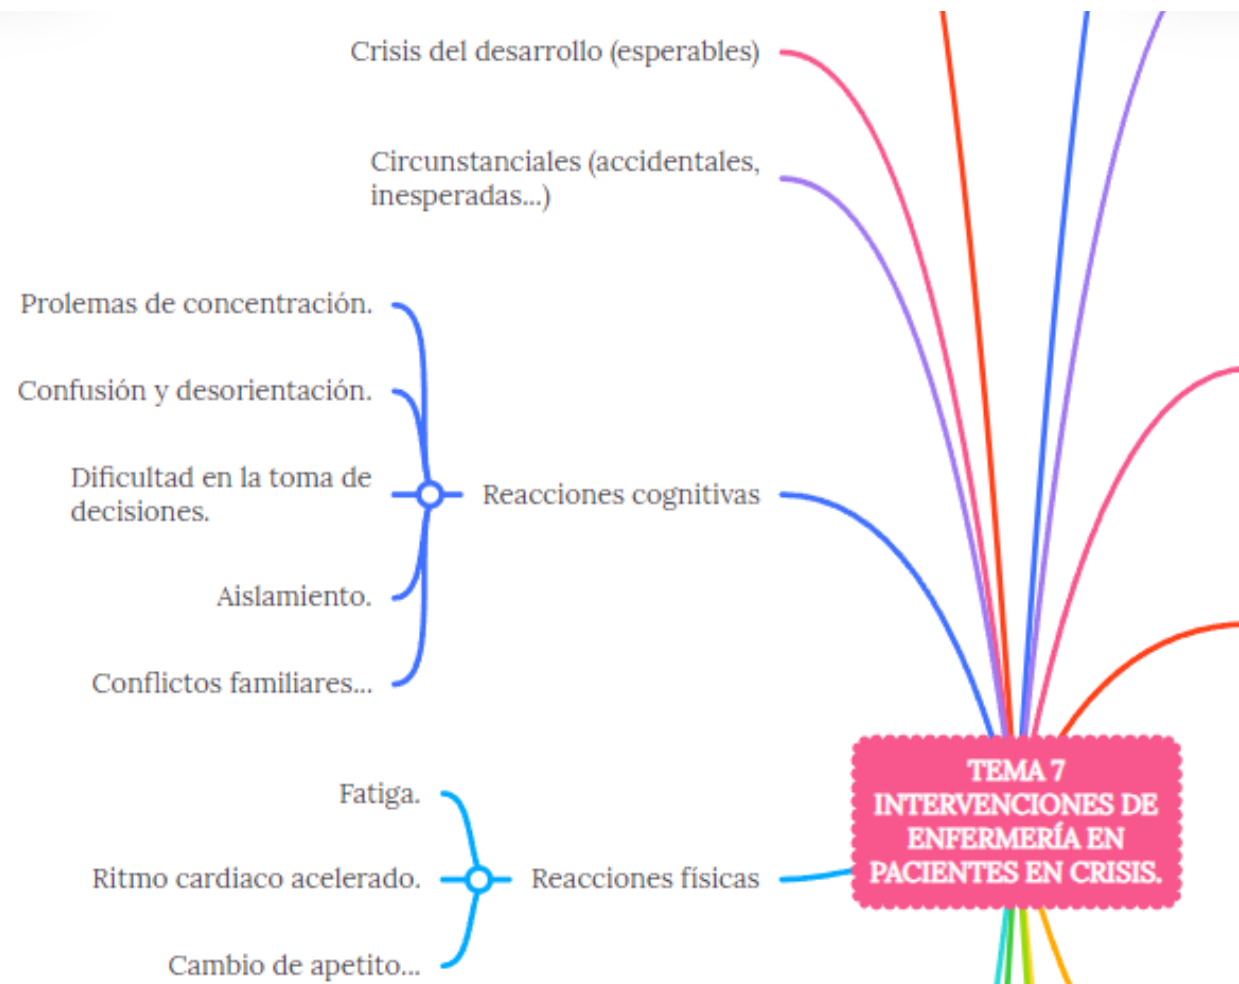 Crisis del desarrollo (esperables)
Circunstanciales (accidentales,
inesperadas...)
Prolemas de concentración.
Confusión y desorientación.
Dificultad en la toma de
decisiones.
Aislamiento.
Conflictos familiares...
Reacciones cognitivas
Fatiga.
Ritmo cardiaco acelerado.
Cambio de apetito...
Reacciones físicas
TEMA 7
INTERVENCIONES DE
ENFERMERÍA EN
PACIENTES EN CRISIS.